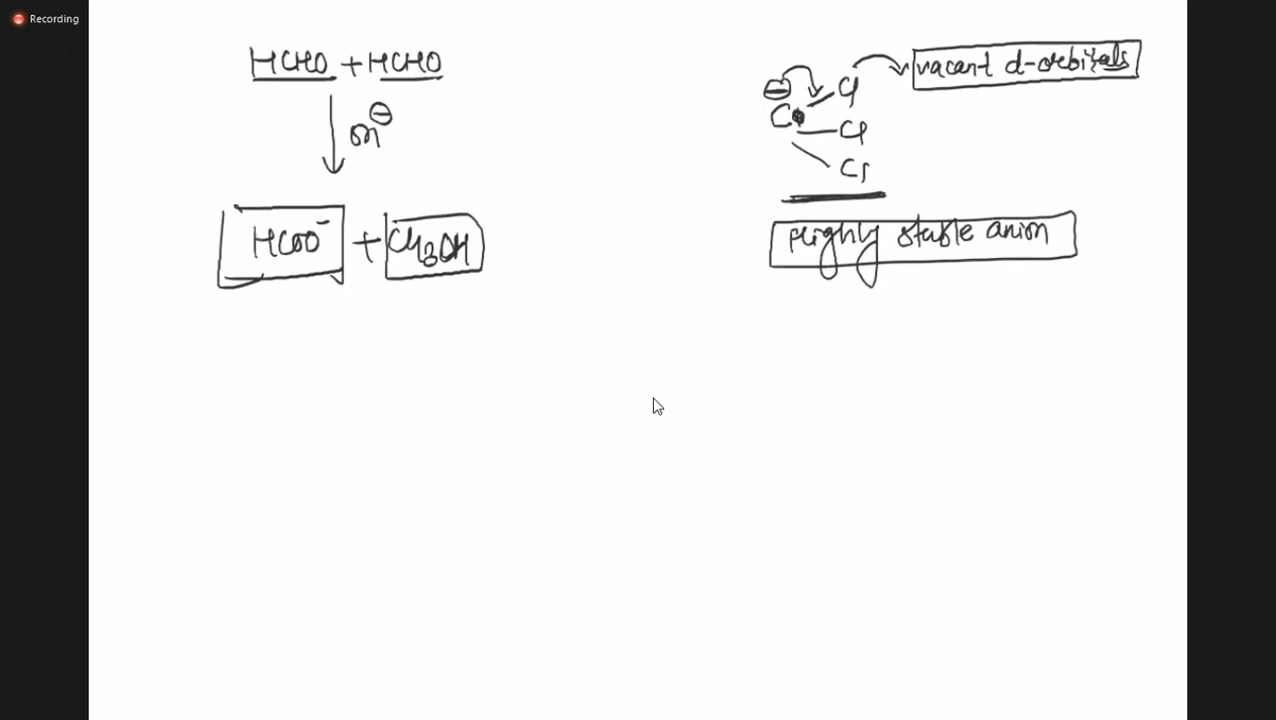 Recording
HCHO + HCHO
OH⊖
HCOO⁻ + CH3OH
⊖
C
Cl
Cl
Cl
vacant d-orbitals
Highly stable anion